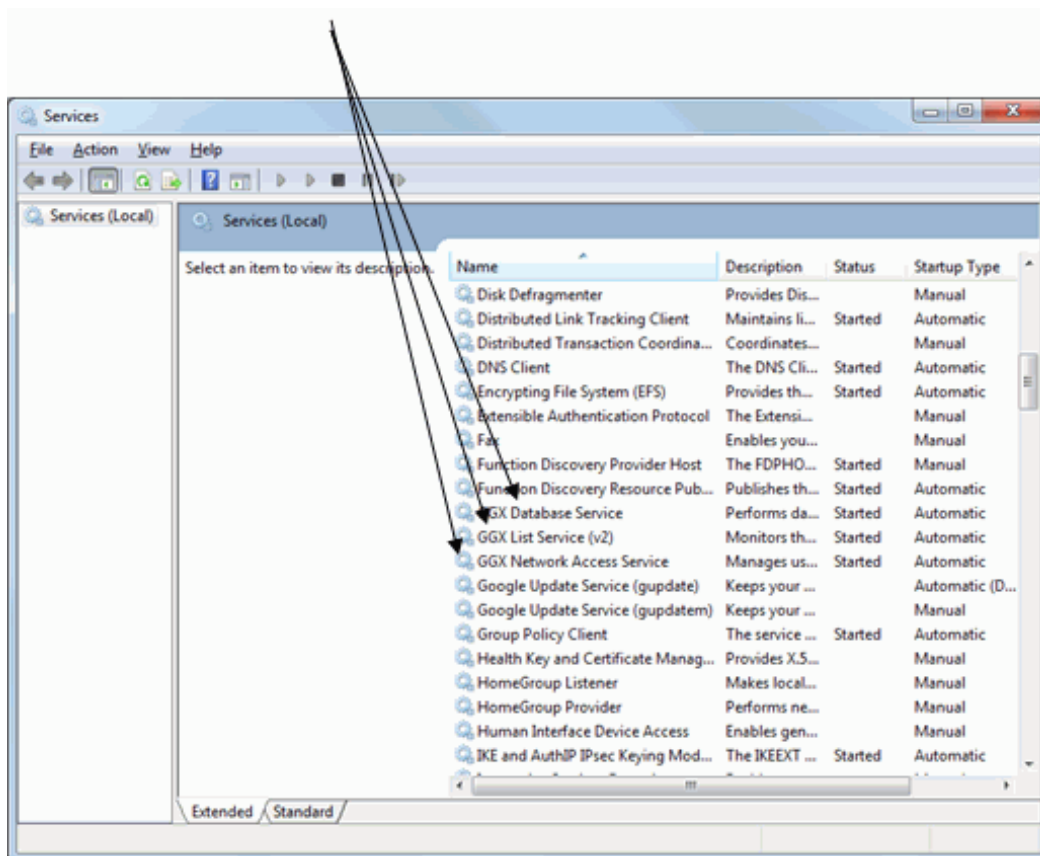 Services
File Action View Help
Services (Local)
Services (Local)
Select an item to view its description.
Name Description Status Startup Type
Disk Defragmenter Provides Dis... Manual
Distributed Link Tracking Client Maintains li... Started Automatic
Distributed Transaction Coordina... Coordinates... Manual
DNS Client The DNS Cli... Started Automatic
Encrypting File System (EFS) Provides th... Started Automatic
Extensible Authentication Protocol The Extensi... Manual
Fax Enables you... Manual
Function Discovery Provider Host The FDPHO... Started Manual
Function Discovery Resource Pub... Publishes th... Started Automatic
GGX Database Service Performs da... Started Automatic
GGX List Service (v2) Monitors th... Started Automatic
GGX Network Access Service Manages us... Started Automatic
Google Update Service (gupdate) Keeps your ... Automatic (D...
Google Update Service (gupdatem) Keeps your ... Manual
Group Policy Client The service ... Started Automatic
Health Key and Certificate Manag... Provides X.5... Manual
HomeGroup Listener Makes local... Manual
HomeGroup Provider Performs ne... Manual
Human Interface Device Access Enables gen... Manual
IKE and AuthIP IPsec Keying Mod... The IKEEXT ... Started Automatic
Extended Standard